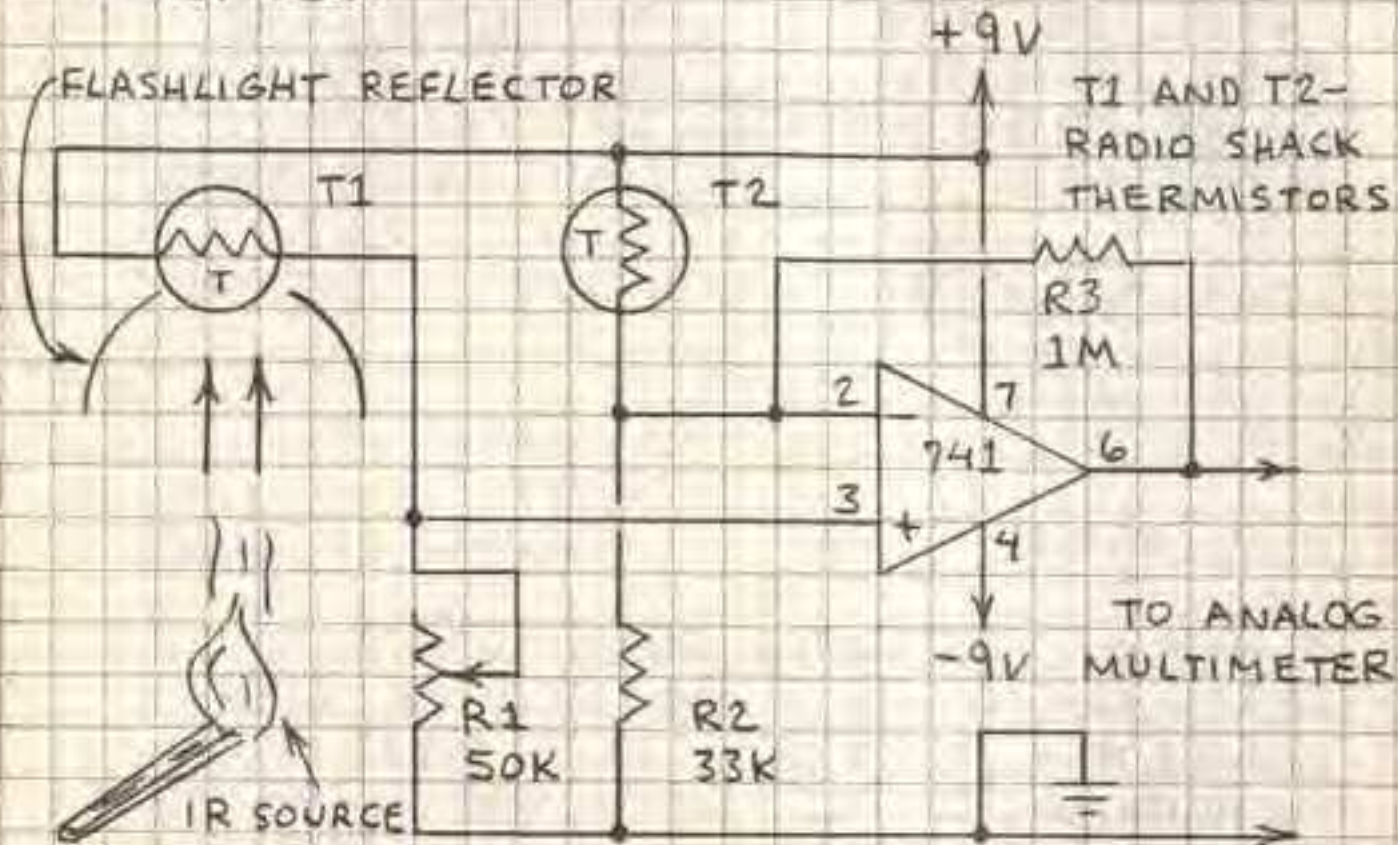 +9V
FLASHLIGHT REFLECTOR
T1 AND T2-
RADIO SHACK
THERMISTORS
T1
T2
T
T
R3
1M
2
7
-
741
6
3
+
4
TO ANALOG
MULTIMETER
-9V
R1
50K
R2
33K
IR SOURCE